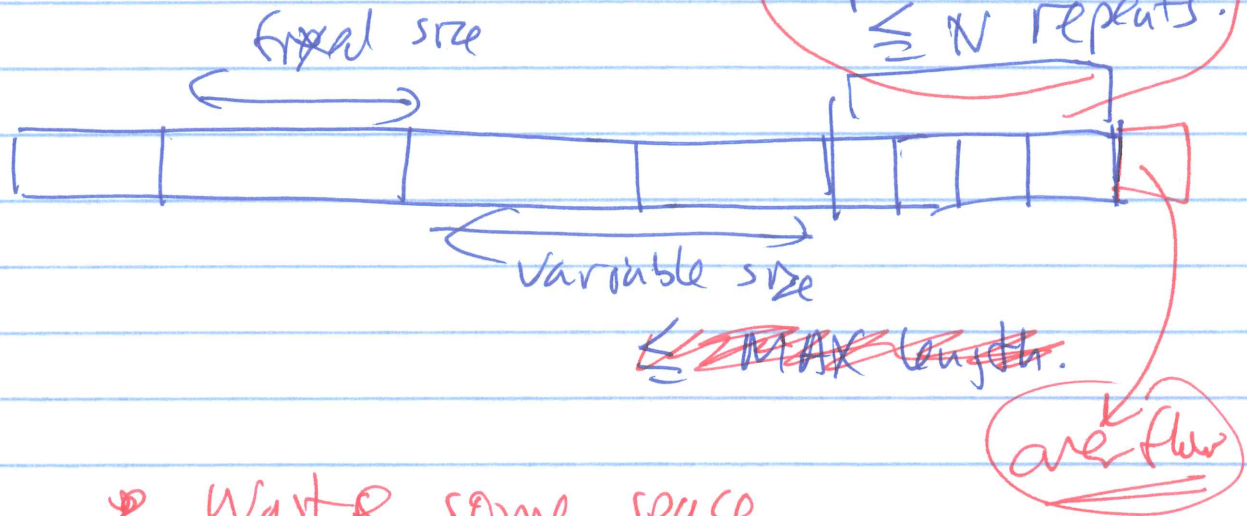 ≤ N repeats.
fixed size
variable size
≤ MAX length.
overflow
• Waste some space